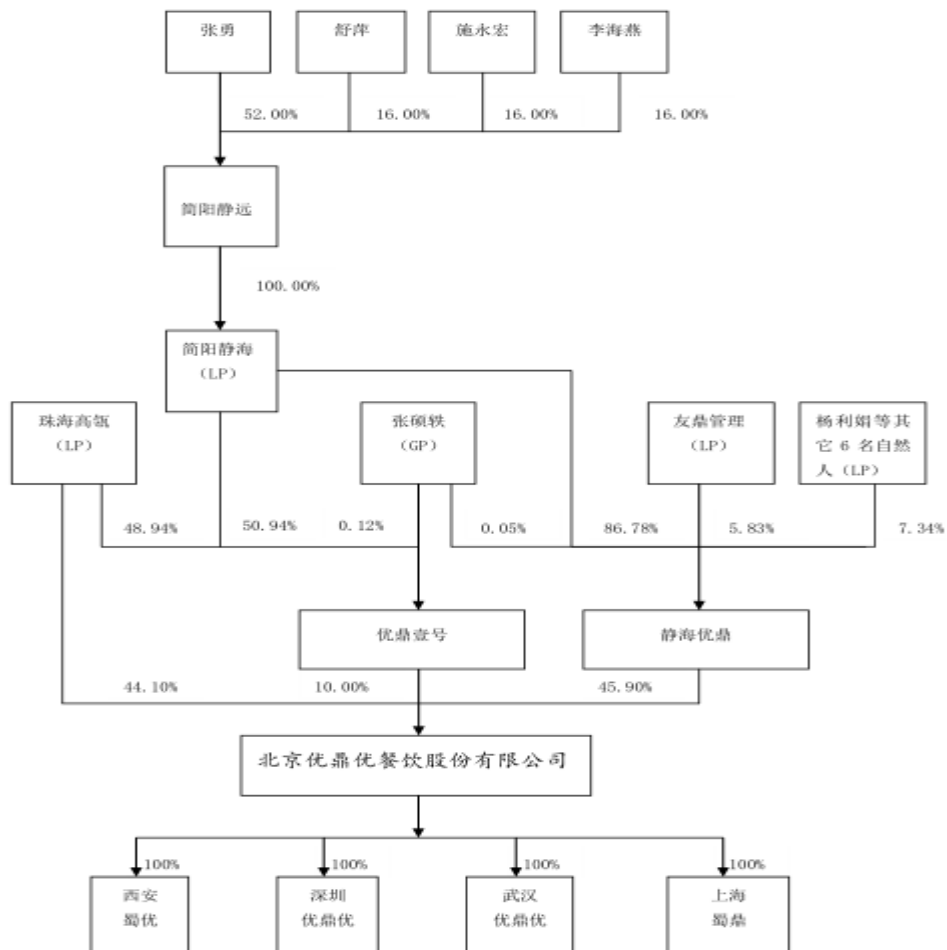 张勇
舒萍
施永宏
李海燕
52.00%
16.00%
16.00%
16.00%
简阳静远
100.00%
简阳静海
（LP）
珠海高瓴
（LP）
张硕轶
（GP）
友鼎管理
（LP）
杨利娟等其
它 6 名自然
人（LP）
48.94%
50.94%
0.12%
0.05%
86.78%
5.83%
7.34%
优鼎壹号
静海优鼎
44.10%
10.00%
45.90%
北京优鼎优餐饮股份有限公司
100%
100%
100%
100%
西安
蜀优
深圳
优鼎优
武汉
优鼎优
上海
蜀鼎